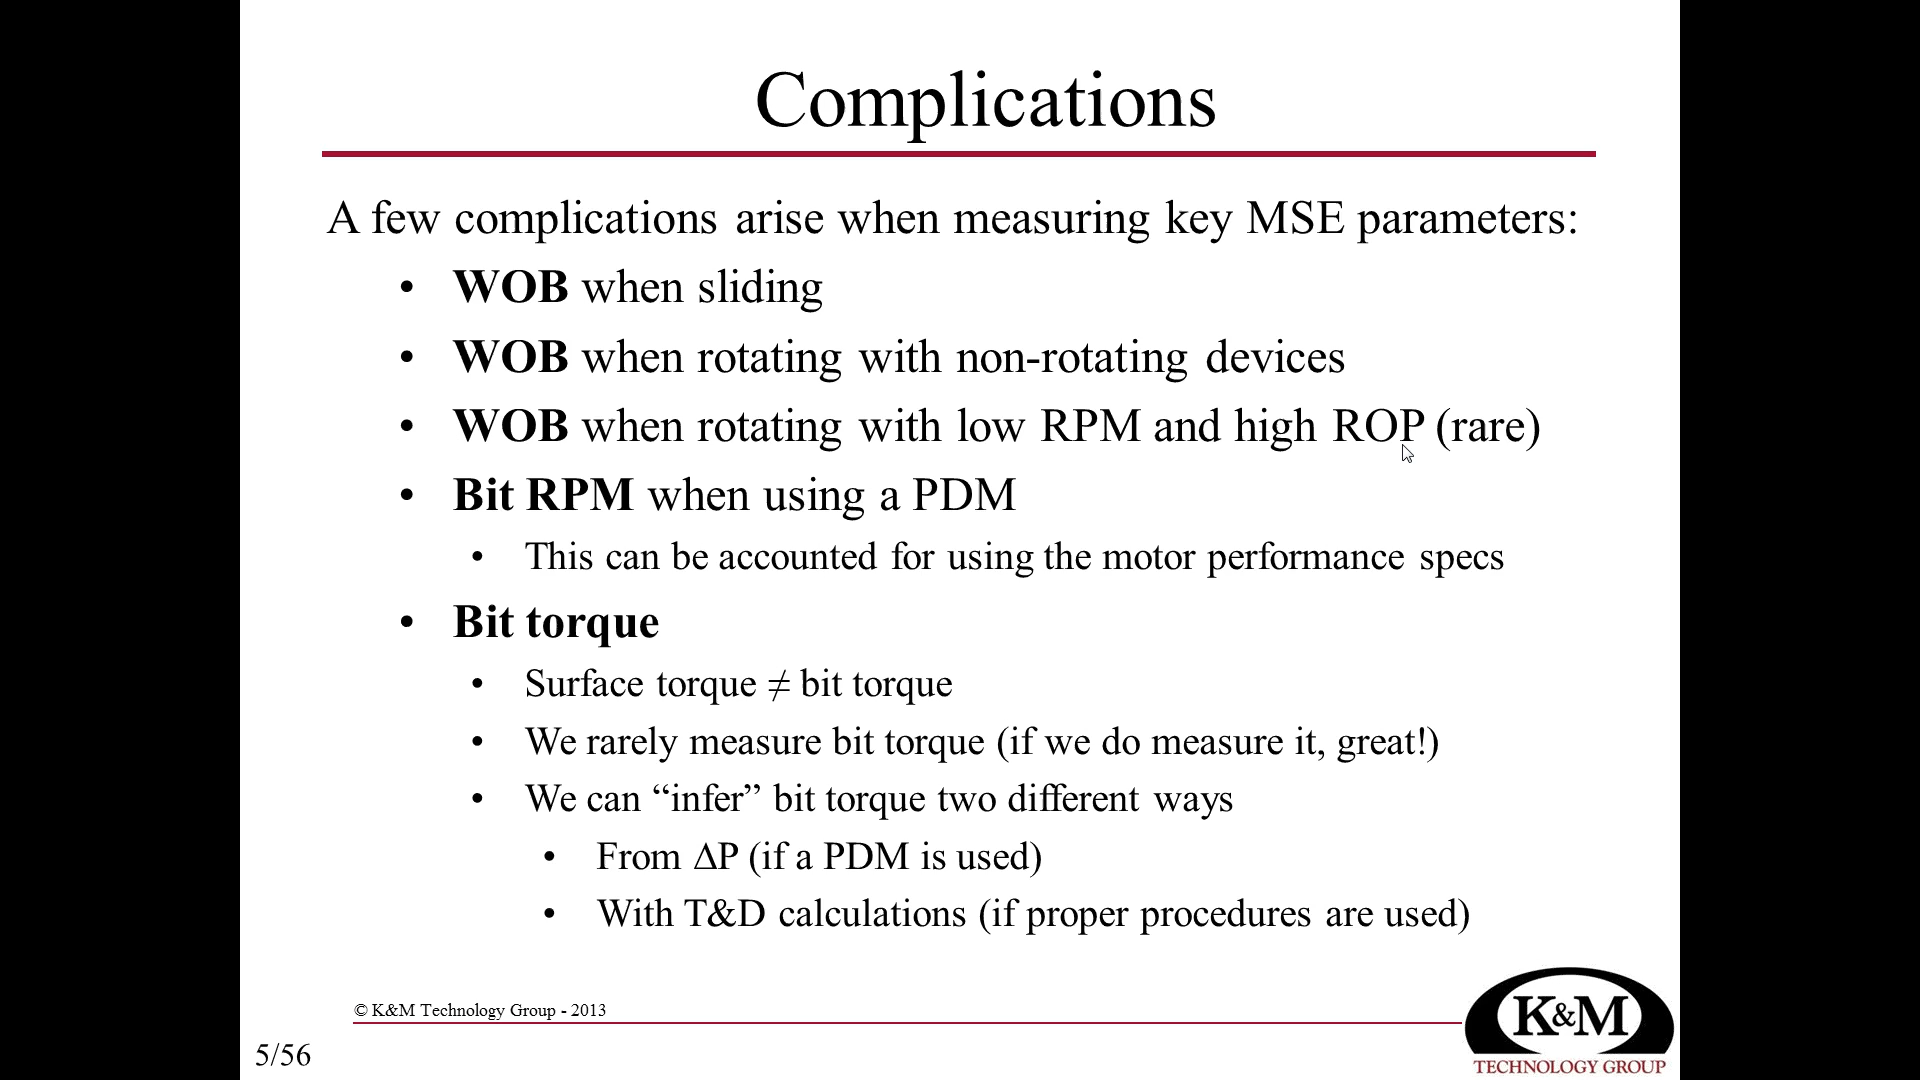 Complications
A few complications arise when measuring key MSE parameters:
• WOB when sliding
• WOB when rotating with non-rotating devices
• WOB when rotating with low RPM and high ROP (rare)
• Bit RPM when using a PDM
• This can be accounted for using the motor performance specs
• Bit torque
• Surface torque ≠ bit torque
• We rarely measure bit torque (if we do measure it, great!)
• We can “infer” bit torque two different ways
• From ΔP (if a PDM is used)
• With T&D calculations (if proper procedures are used)
© K&M Technology Group - 2013
K&M
TECHNOLOGY GROUP
5/56